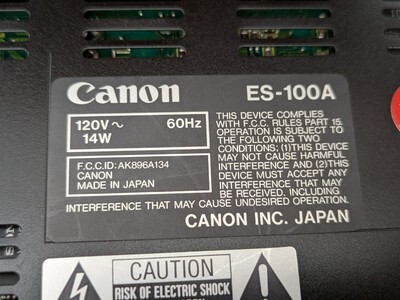 Canon ES-100A
120V~ 60Hz
14W
F.C.C.ID:AK896A134
CANON
MADE IN JAPAN
THIS DEVICE COMPLIES
WITH F.C.C. RULES PART 15.
OPERATION IS SUBJECT TO
THE FOLLOWING TWO
CONDITIONS: (1)THIS DEVICE
MAY NOT CAUSE HARMFUL
INTERFERENCE AND (2)THIS
DEVICE MUST ACCEPT ANY
INTERFERENCE THAT MAY
BE RECEIVED, INCLUDING
INTERFERENCE THAT MAY CAUSE UNDESIRED OPERATION.
CANON INC. JAPAN
CAUTION
RISK OF ELECTRIC SHOCK